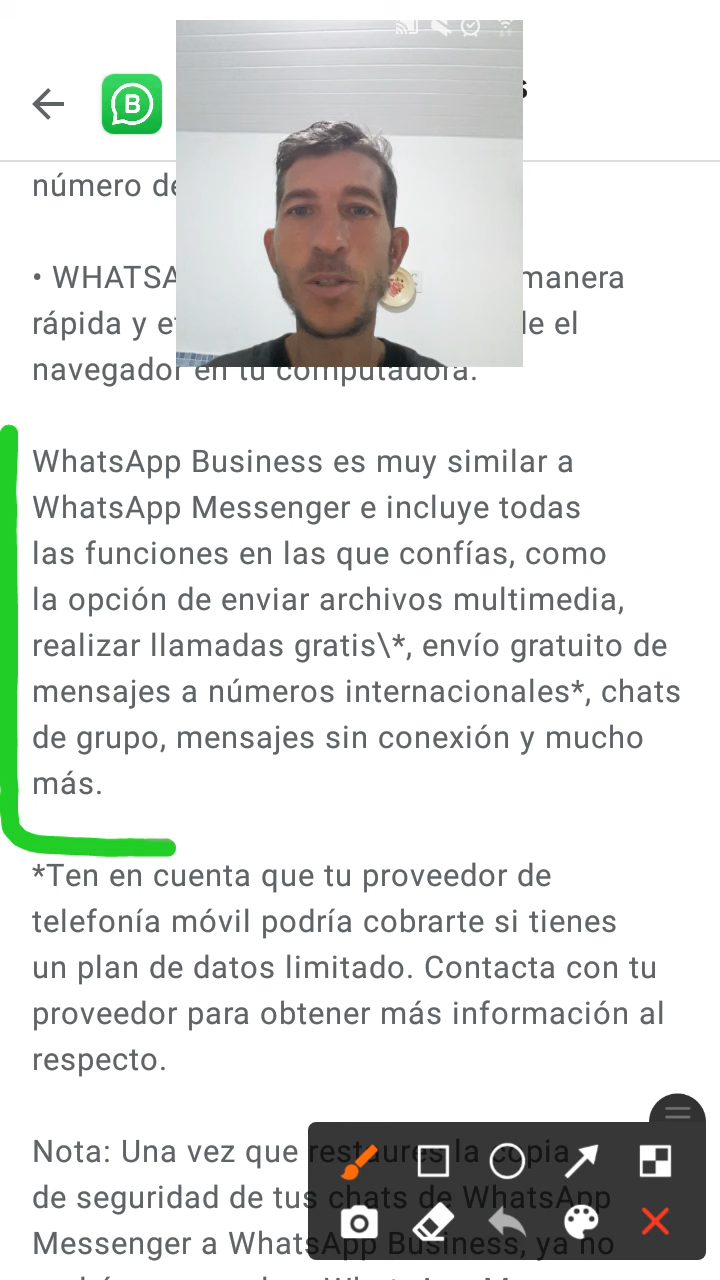 B
número de
• WHATSA manera
rápida y e el
navegador en tu computadora.
WhatsApp Business es muy similar a
WhatsApp Messenger e incluye todas
las funciones en las que confías, como
la opción de enviar archivos multimedia,
realizar llamadas gratis\*, envío gratuito de
mensajes a números internacionales*, chats
de grupo, mensajes sin conexión y mucho
más.
*Ten en cuenta que tu proveedor de
telefonía móvil podría cobrarte si tienes
un plan de datos limitado. Contacta con tu
proveedor para obtener más información al
respecto.
Nota: Una vez que restaures la copia
de seguridad de tus chats de WhatsApp
Messenger a WhatsApp Business, ya no